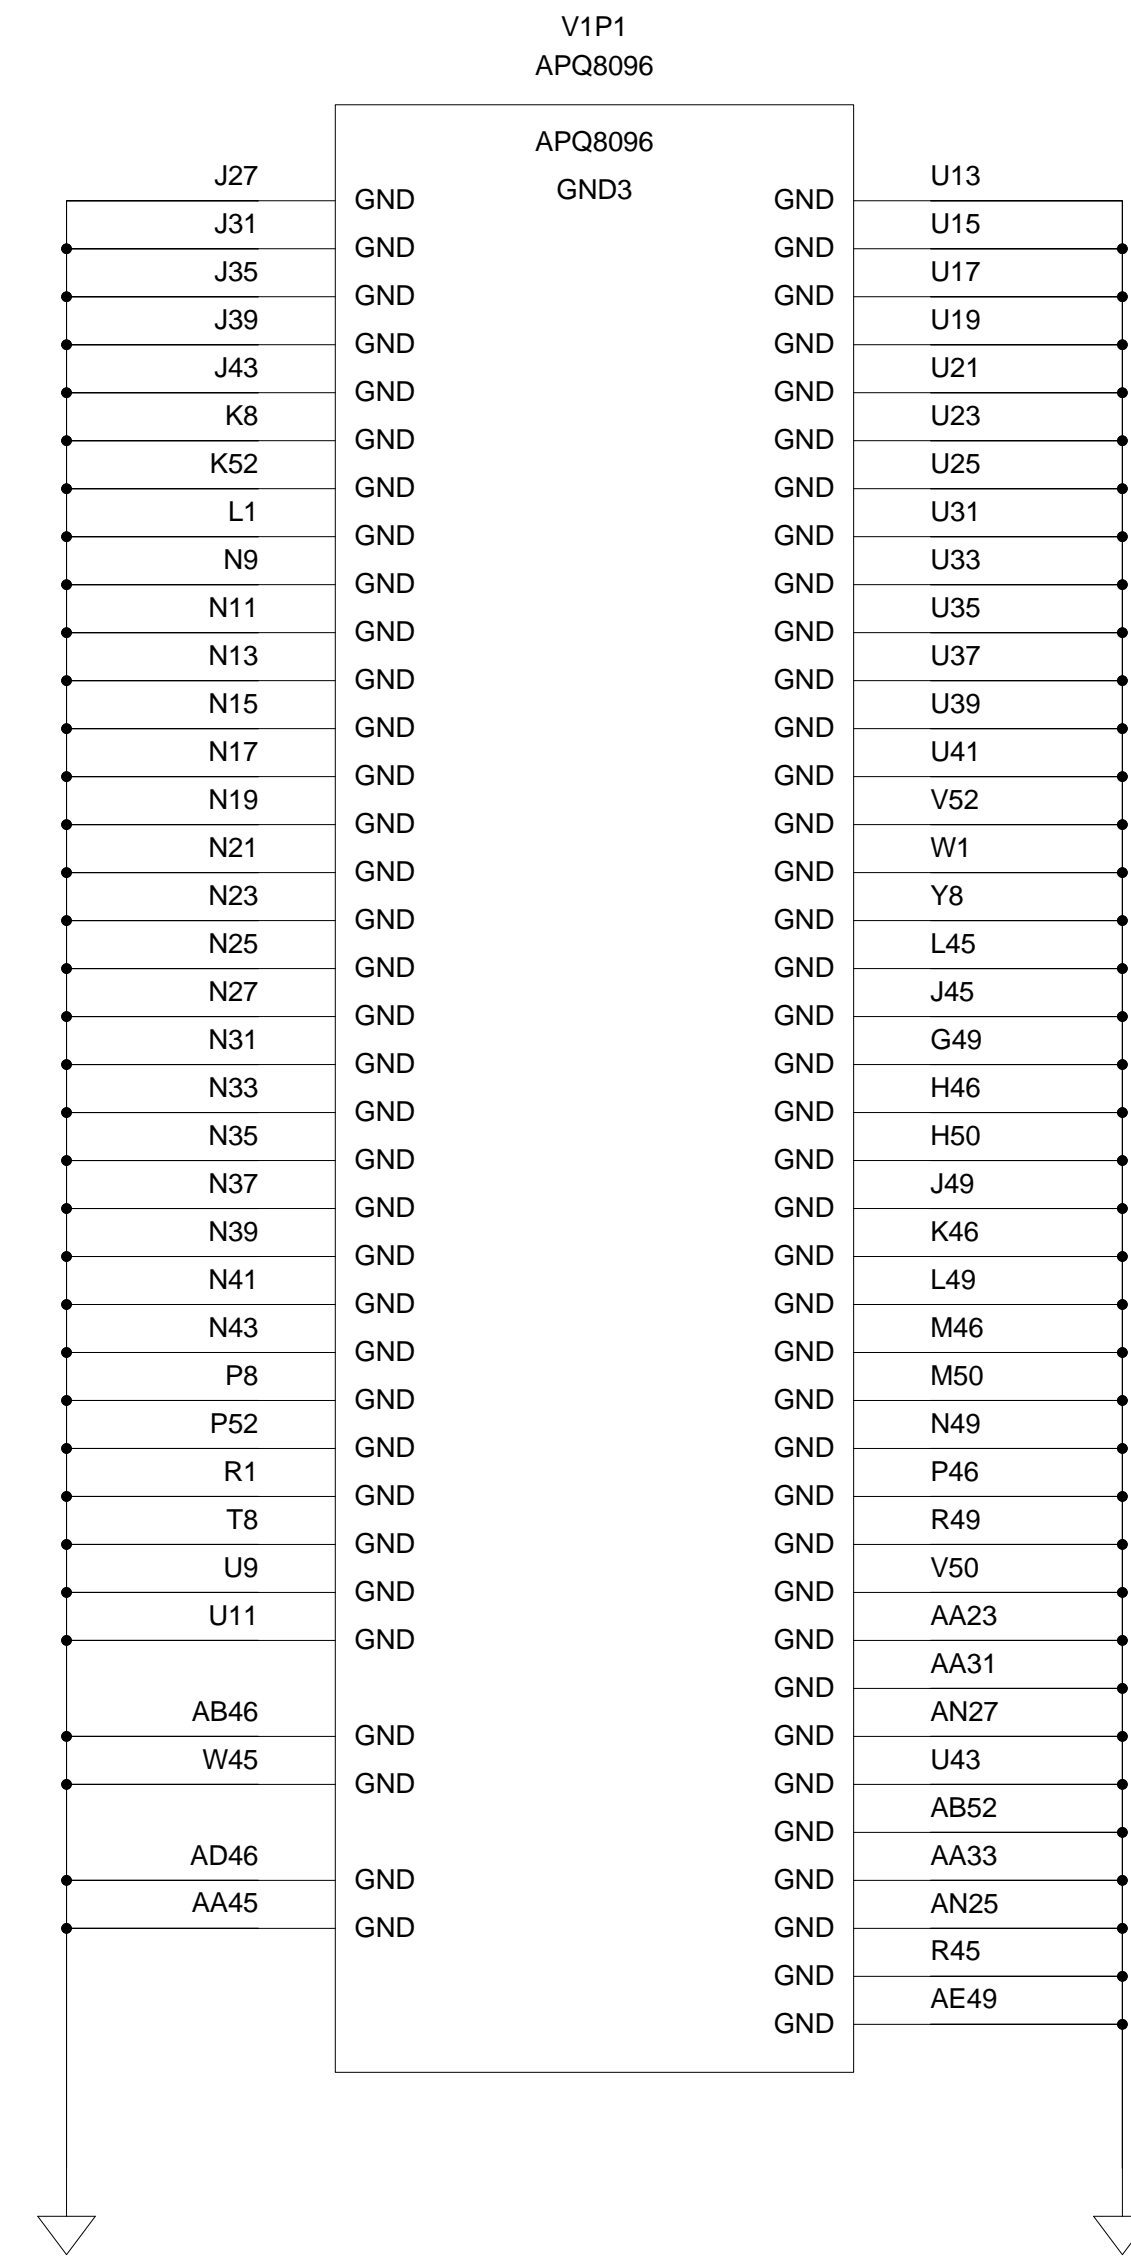 V1P1
APQ8096
APQ8096
GND3
J27 GND GND U13
J31 GND GND U15
J35 GND GND U17
J39 GND GND U19
J43 GND GND U21
K8 GND GND U23
K52 GND GND U25
L1 GND GND U31
N9 GND GND U33
N11 GND GND U35
N13 GND GND U37
N15 GND GND U39
N17 GND GND U41
N19 GND GND V52
N21 GND GND W1
N23 GND GND Y8
N25 GND GND L45
N27 GND GND J45
N31 GND GND G49
N33 GND GND H46
N35 GND GND H50
N37 GND GND J49
N39 GND GND K46
N41 GND GND L49
N43 GND GND M46
P8 GND GND M50
P52 GND GND N49
R1 GND GND P46
T8 GND GND R49
U9 GND GND V50
U11 GND GND AA23
GND AA31
AB46 GND GND AN27
W45 GND GND U43
GND AB52
AD46 GND GND AA33
AA45 GND GND AN25
GND R45
GND AE49